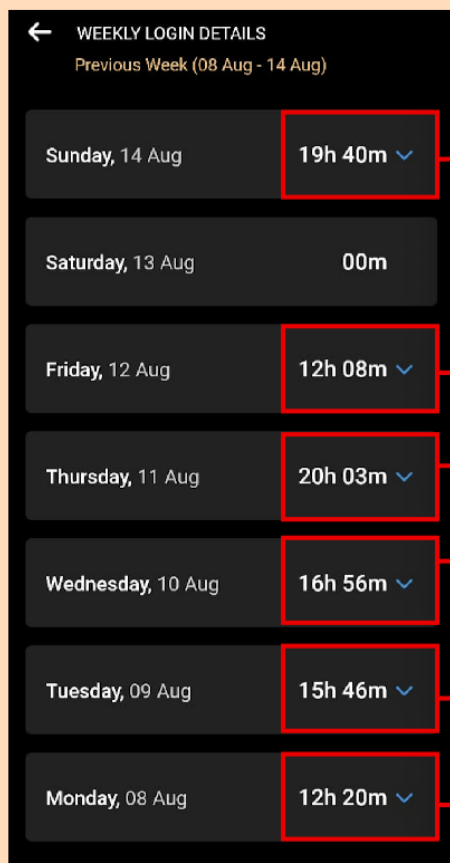 WEEKLY LOGIN DETAILS
Previous Week (08 Aug - 14 Aug)
Sunday, 14 Aug 19h 40m
Saturday, 13 Aug 00m
Friday, 12 Aug 12h 08m
Thursday, 11 Aug 20h 03m
Wednesday, 10 Aug 16h 56m
Tuesday, 09 Aug 15h 46m
Monday, 08 Aug 12h 20m